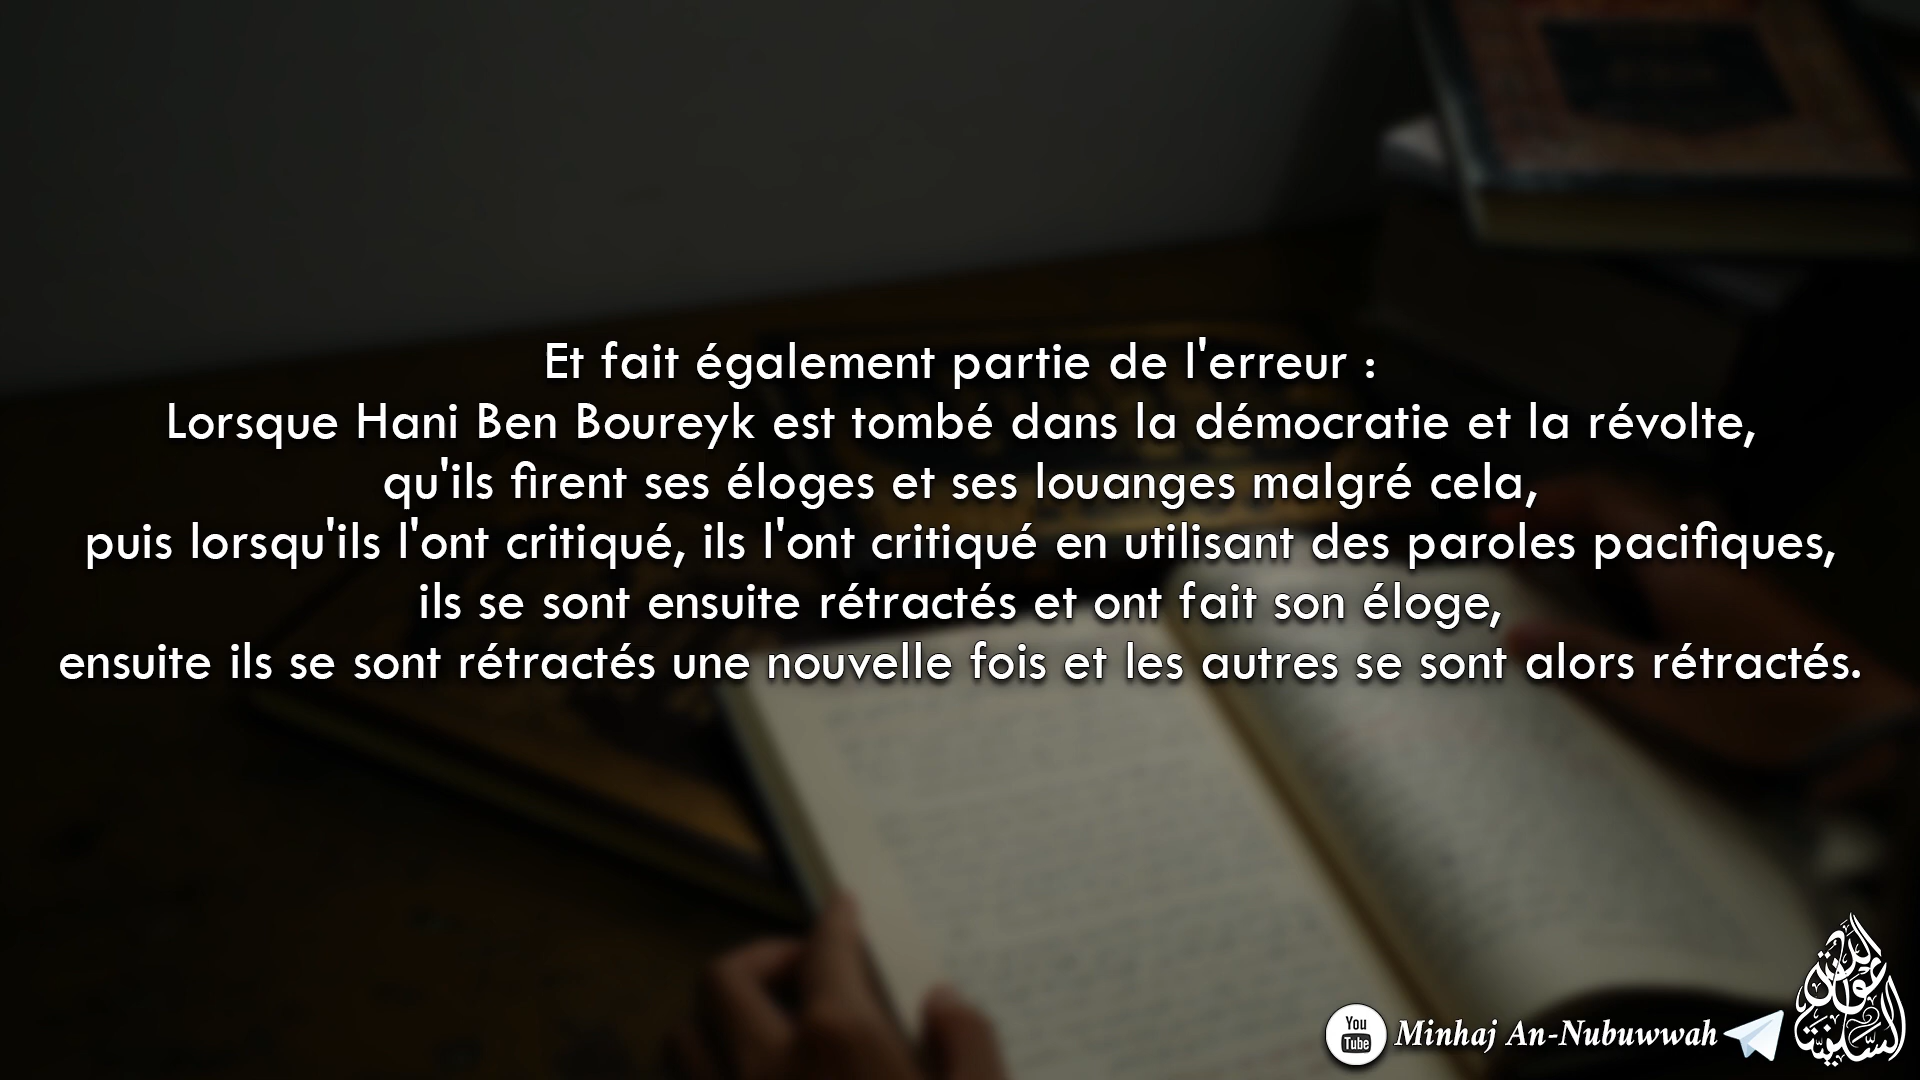 Et fait également partie de l'erreur :
Lorsque Hani Ben Boureyk est tombé dans la démocratie et la révolte,
qu'ils firent ses éloges et ses louanges malgré cela,
puis lorsqu'ils l'ont critiqué, ils l'ont critiqué en utilisant des paroles pacifiques,
ils se sont ensuite rétractés et ont fait son éloge,
ensuite ils se sont rétractés une nouvelle fois et les autres se sont alors rétractés.
You
Tube
Minhaj An-Nubuwwah